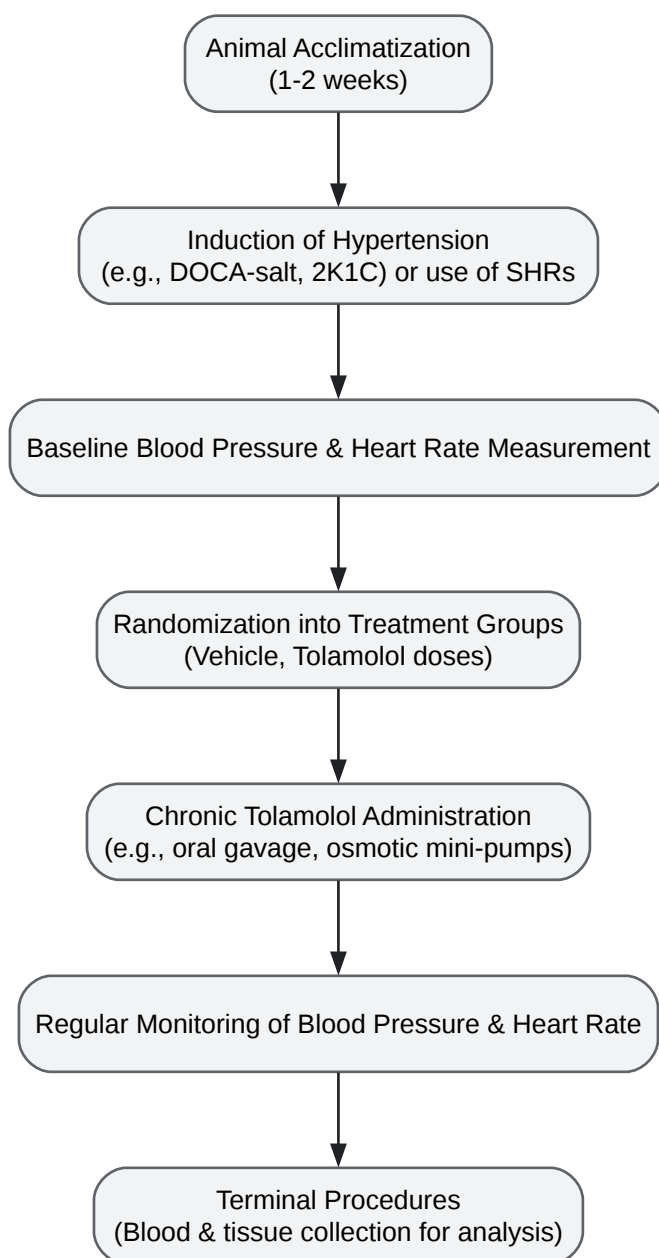 Animal Acclimatization
(1-2 weeks)
Induction of Hypertension
(e.g., DOCA-salt, 2K1C) or use of SHRs
Baseline Blood Pressure & Heart Rate Measurement
Randomization into Treatment Groups
(Vehicle, Tolamolol doses)
Chronic Tolamolol Administration
(e.g., oral gavage, osmotic mini-pumps)
Regular Monitoring of Blood Pressure & Heart Rate
Terminal Procedures
(Blood & tissue collection for analysis)